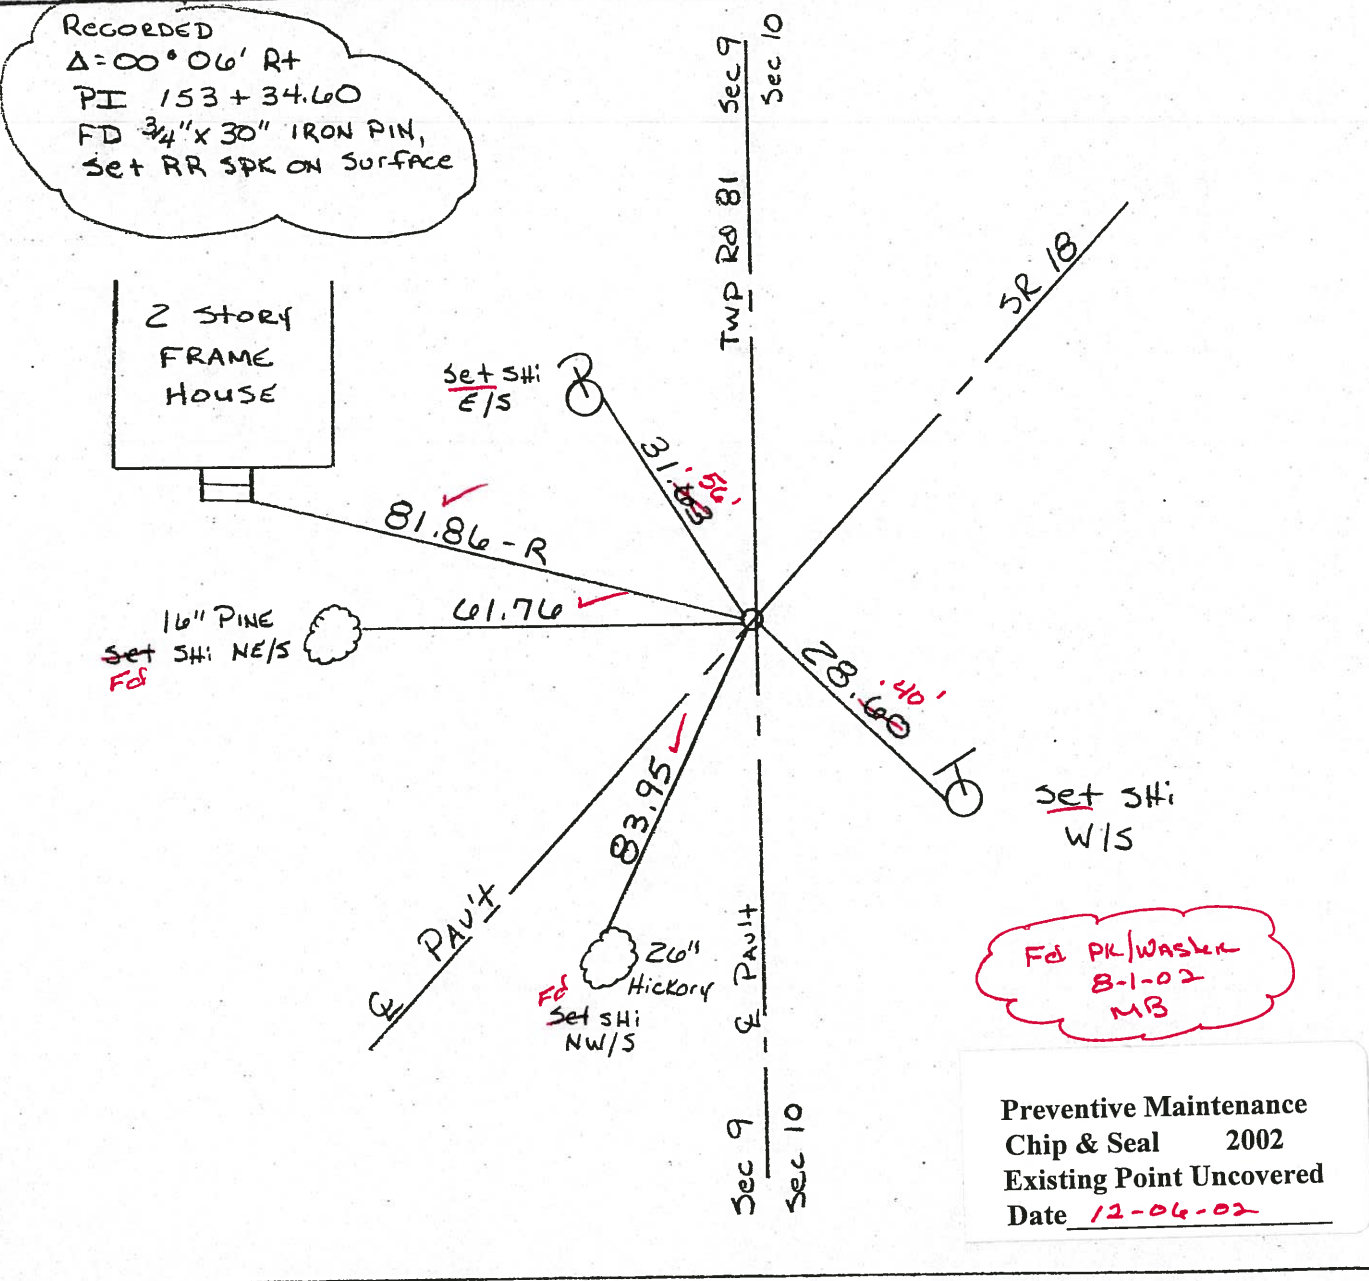 RECORDED
Δ=00°06' Rt
PI 153+34.60
FD 3/4"x 30" IRON PIN,
Set RR SPK ON Surface
Sec 9
Sec 10
TWP RD 81
SR 18
2 Story
FRAME
HOUSE
Set SHi
E/S
31.
56'
81.86-R
16" PINE
Set SHi NE/S
Fd
61.76
28.60
.40'
Set SHi
W/S
83.95
℄ PAV't
26"
Hickory
Fd
Set SHi
NW/S
℄ PAV't
Fd PK/Washer
8-1-02
MB
Sec 9
Sec 10
Preventive Maintenance
Chip & Seal 2002
Existing Point Uncovered
Date 12-06-02